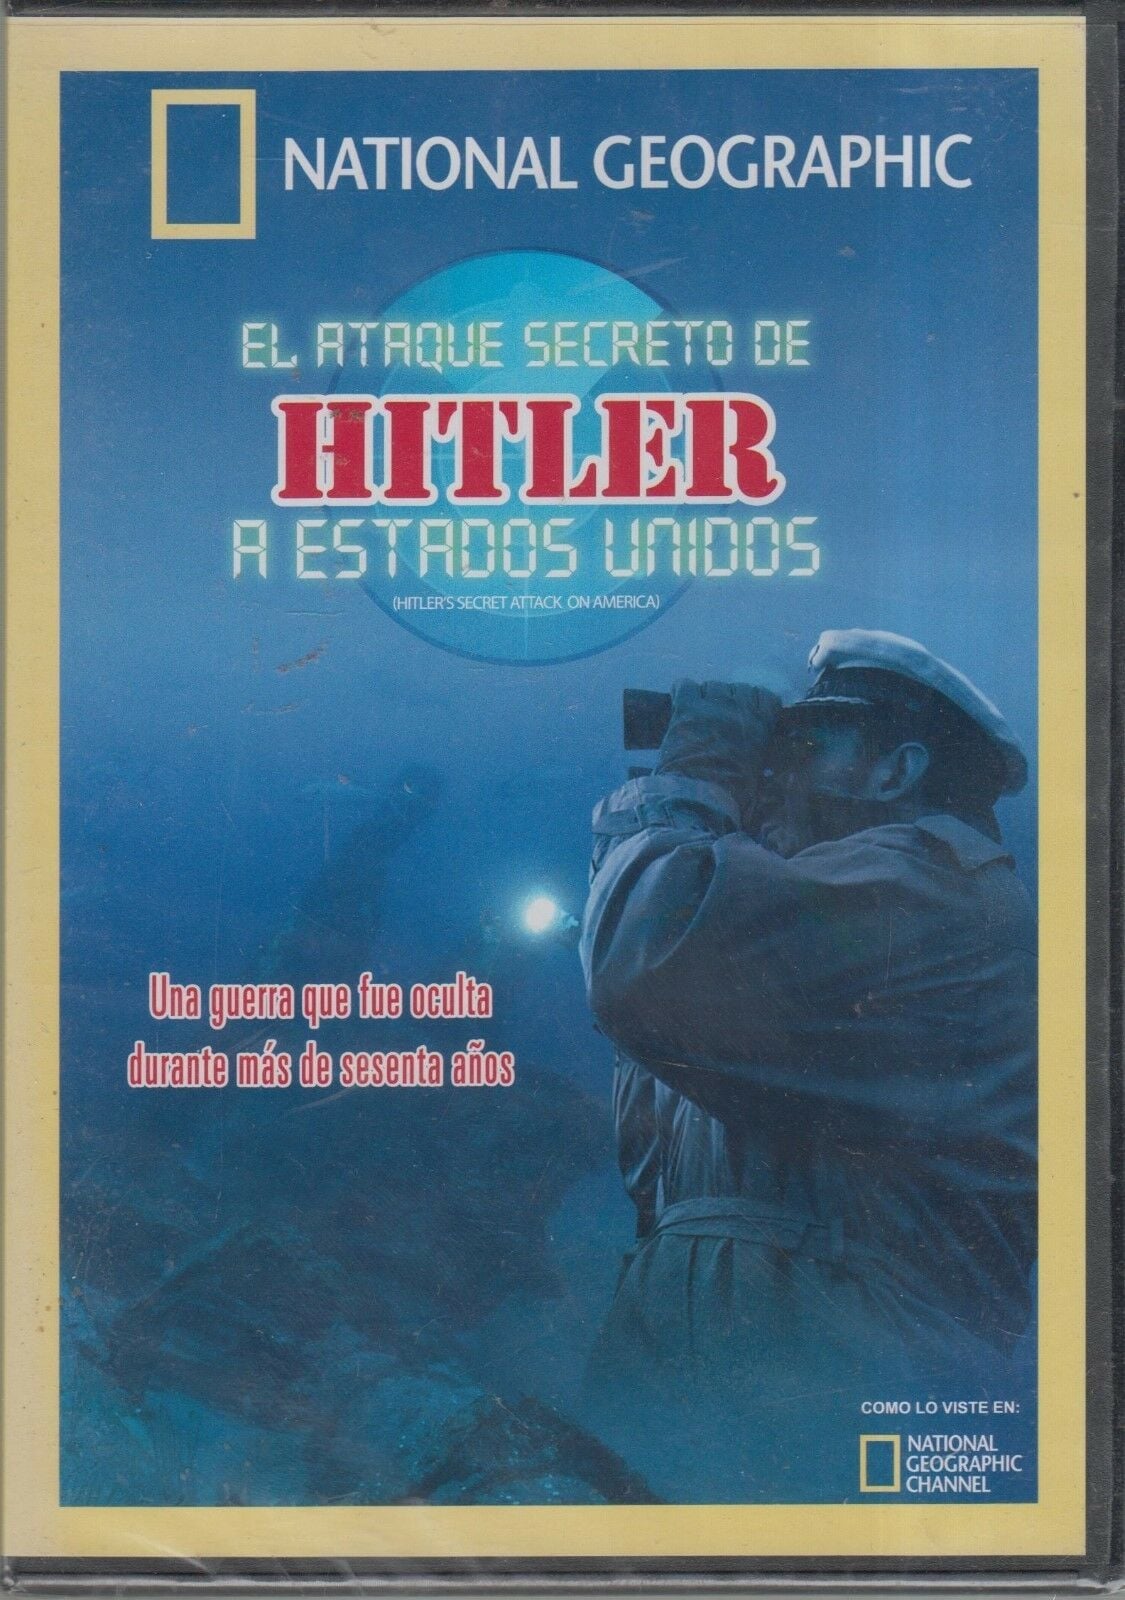 NATIONAL GEOGRAPHIC
EL ATAQUE SECRETO DE
HITLER
A ESTADOS UNIDOS
(HITLER'S SECRET ATTACK ON AMERICA)
Una guerra que fue oculta
durante más de sesenta años
COMO LO VISTE EN:
NATIONAL
GEOGRAPHIC
CHANNEL